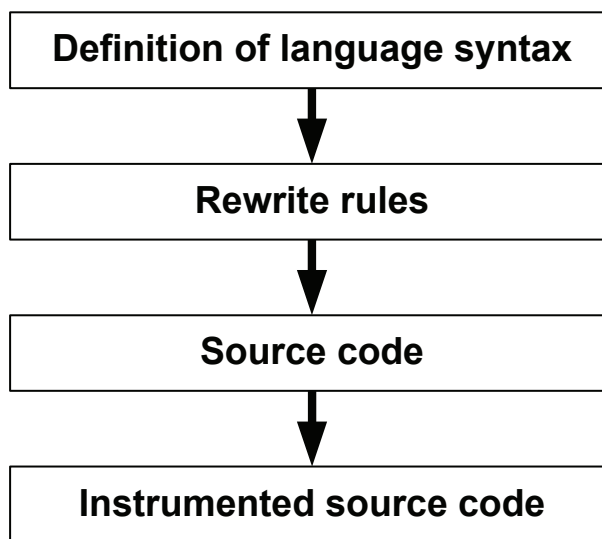 Definition of language syntax
Rewrite rules
Source code
Instrumented source code